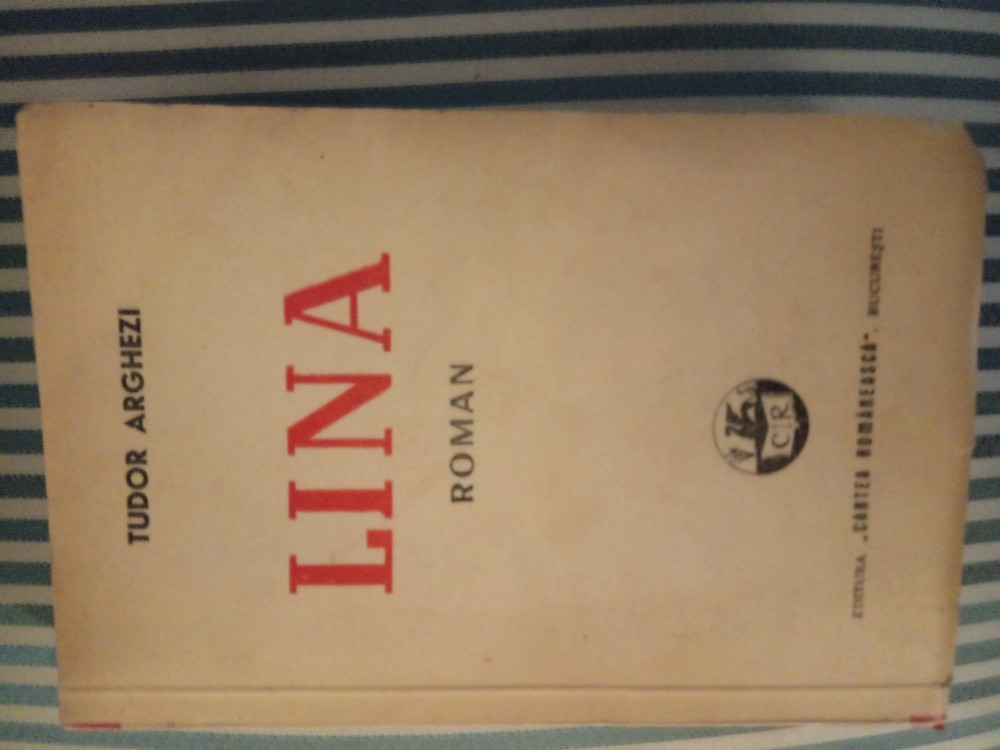 TUDOR ARGHEZI
LINA
ROMAN
C R
EDITURA „CARTEA ROMÂNEASCĂ”, BUCUREŞTI